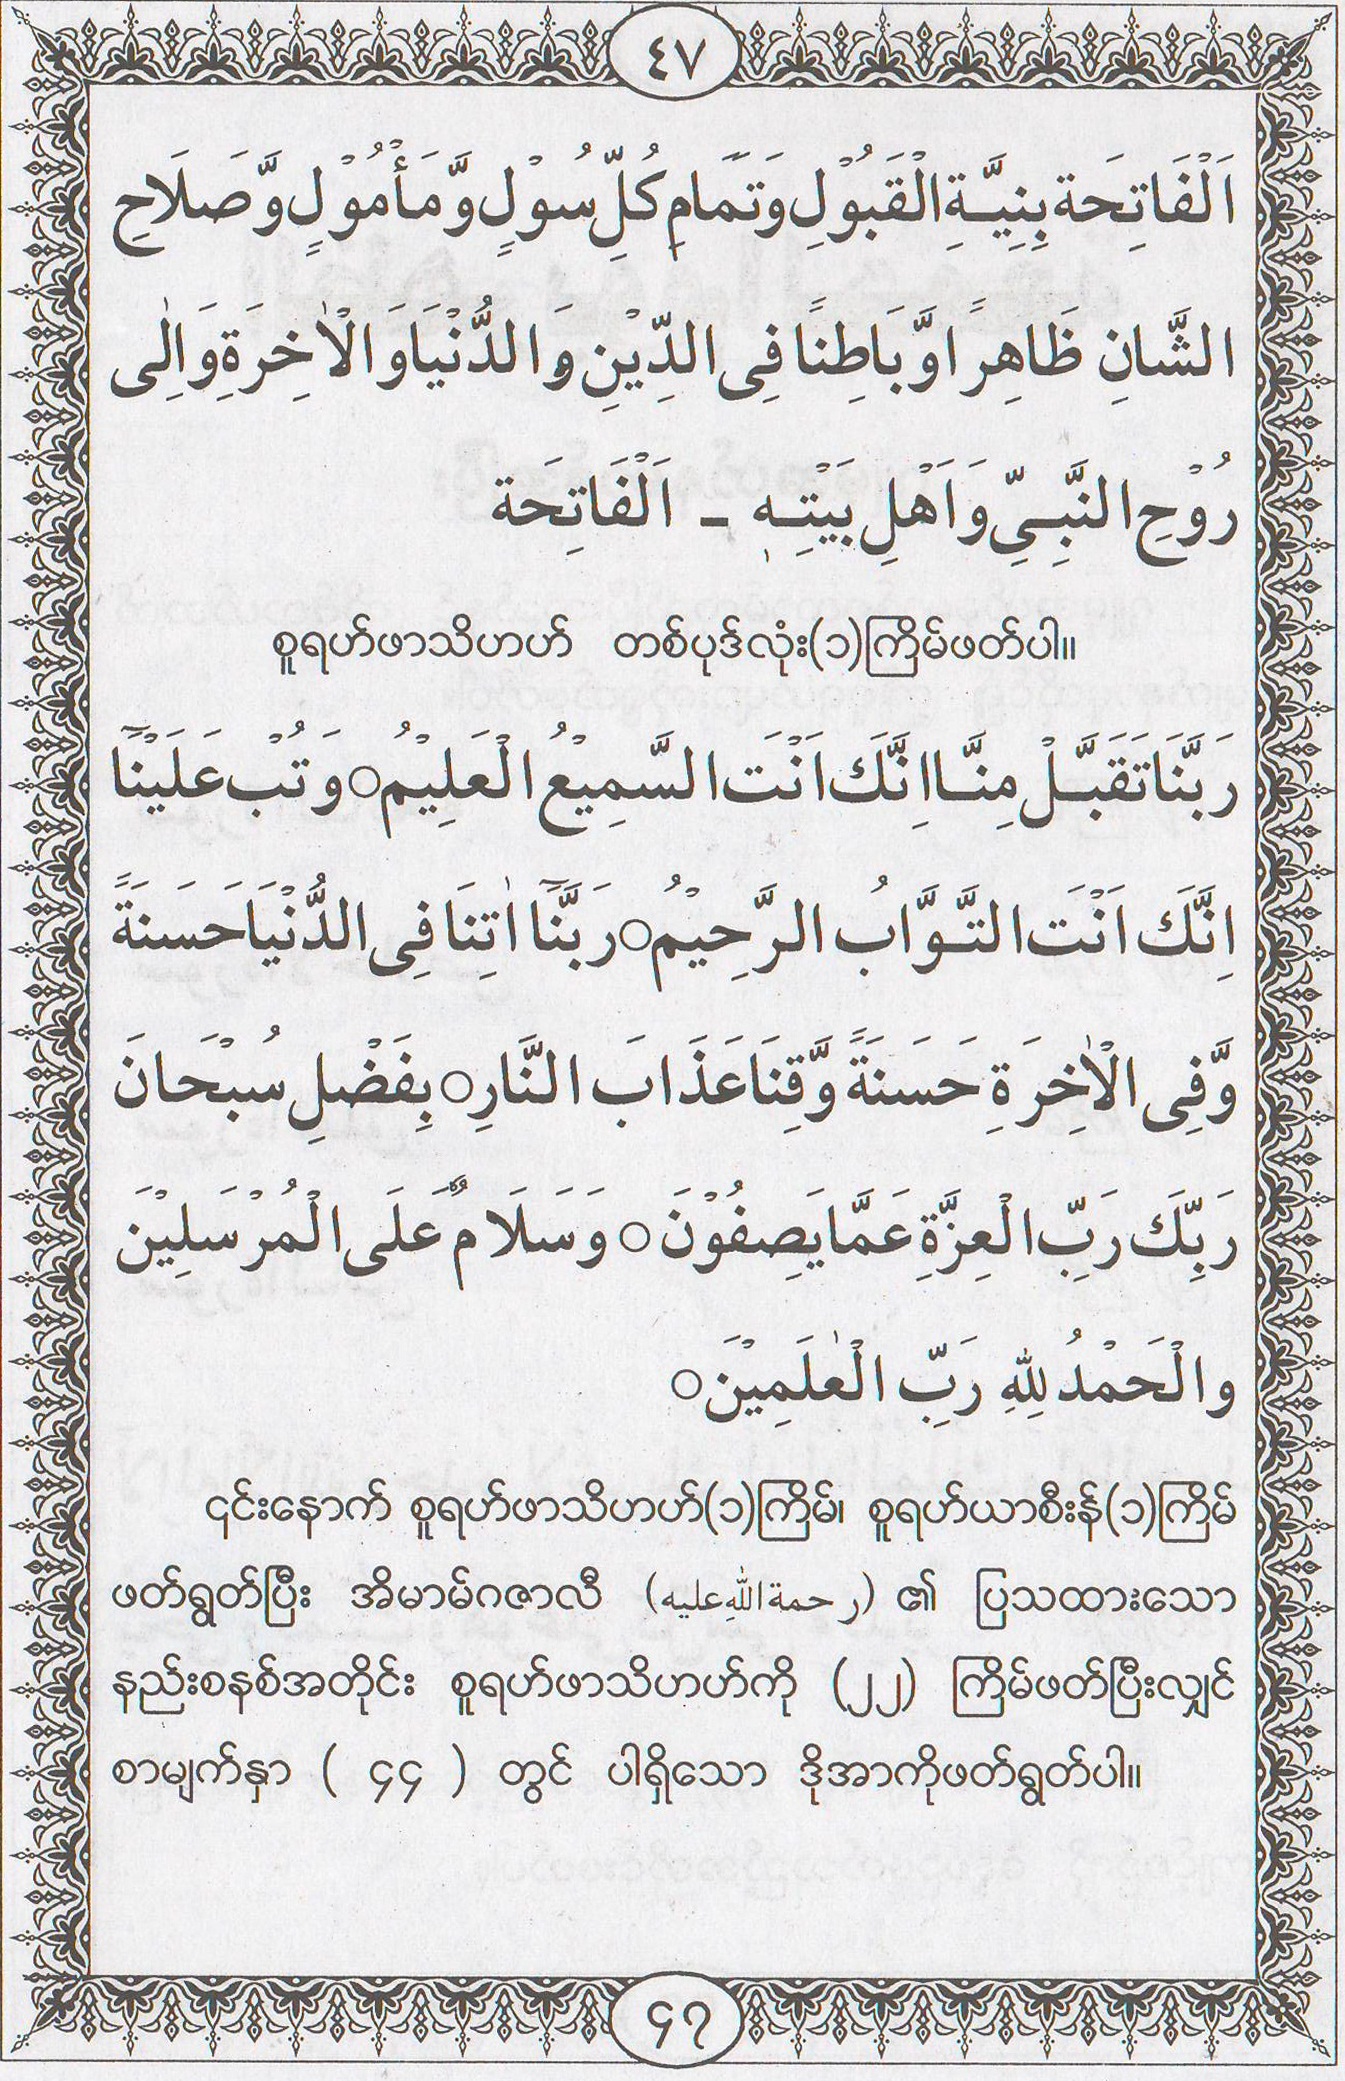 ٤٧
اَلْفَاتِحَة بِنِيَّةِ الْقَبُوْلِ وَتَمَامِ كُلِّ سُوْلٍ وَّمَأْمُوْلٍ وَّصَلَاحِ
الشَّانِ ظَاهِرًا وَّبَاطِنًا فِى الدِّيْنِ وَالدُّنْيَا وَالْاٰخِرَةِ وَاِلٰى
رُوْحِ النَّبِيِّ وَاَهْلِ بَيْتِهٖ - اَلْفَاتِحَة
စူရဟ်ဖာသိဟဟ် တစ်ပုဒ်လုံး(၁)ကြိမ်ဖတ်ပါ။
رَبَّنَا تَقَبَّلْ مِنَّا اِنَّكَ اَنْتَ السَّمِيْعُ الْعَلِيْمُ○ وَتُبْ عَلَيْنَآ
اِنَّكَ اَنْتَ التَّوَّابُ الرَّحِيْمُ○ رَبَّنَآ اٰتِنَا فِى الدُّنْيَا حَسَنَةً
وَّفِى الْاٰخِرَةِ حَسَنَةً وَّقِنَا عَذَابَ النَّارِ○ بِفَضْلِ سُبْحَانَ
رَبِّكَ رَبِّ الْعِزَّةِ عَمَّا يَصِفُوْنَ○ وَسَلَامٌ عَلَى الْمُرْسَلِيْنَ
والْحَمْدُ لِلّٰهِ رَبِّ الْعٰلَمِيْنَ○
၎င်းနောက် စူရဟ်ဖာသိဟဟ်(၁)ကြိမ်၊ စူရဟ်ယာစီးန်(၁)ကြိမ်
ဖတ်ရွတ်ပြီး အိမာမ်ဂဇာလီ (رحمة الله عليه) ၏ ပြသထားသော
နည်းစနစ်အတိုင်း စူရဟ်ဖာသိဟဟ်ကို (၂၂) ကြိမ်ဖတ်ပြီးလျှင်
စာမျက်နှာ ( ၄၄ ) တွင် ပါရှိသော ဒိုအာကိုဖတ်ရွတ်ပါ။
၄၇